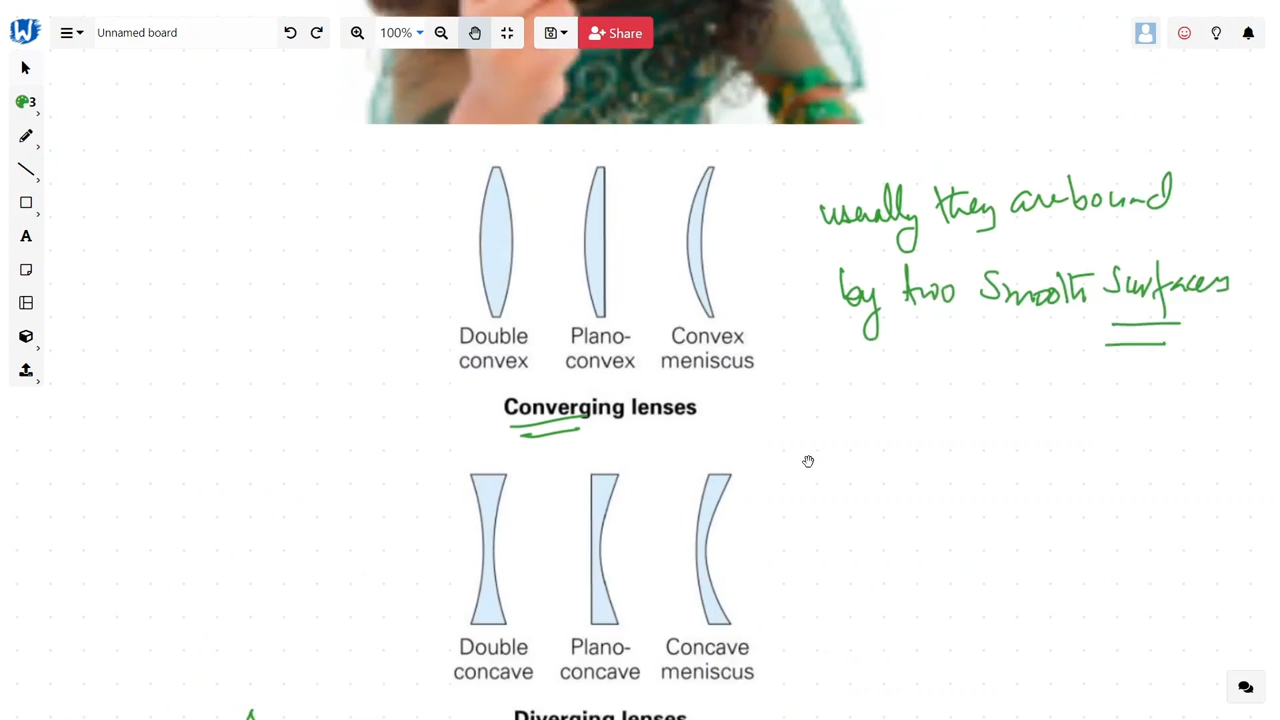 Unnamed board
100%
Share
3
A
usually they are bound
by two smooth surfaces
Double
convex
Plano-
convex
Convex
meniscus
Converging lenses
Double
concave
Plano-
concave
Concave
meniscus
Diverging lenses